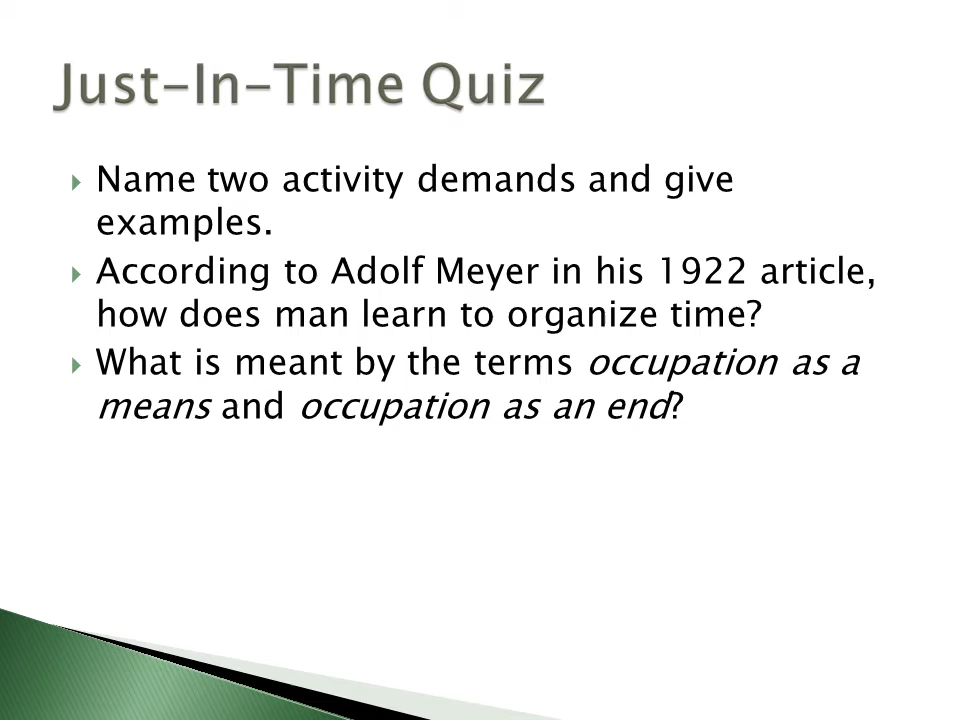 Just-In-Time Quiz
Name two activity demands and give
examples.
According to Adolf Meyer in his 1922 article,
how does man learn to organize time?
What is meant by the terms occupation as a
means and occupation as an end?